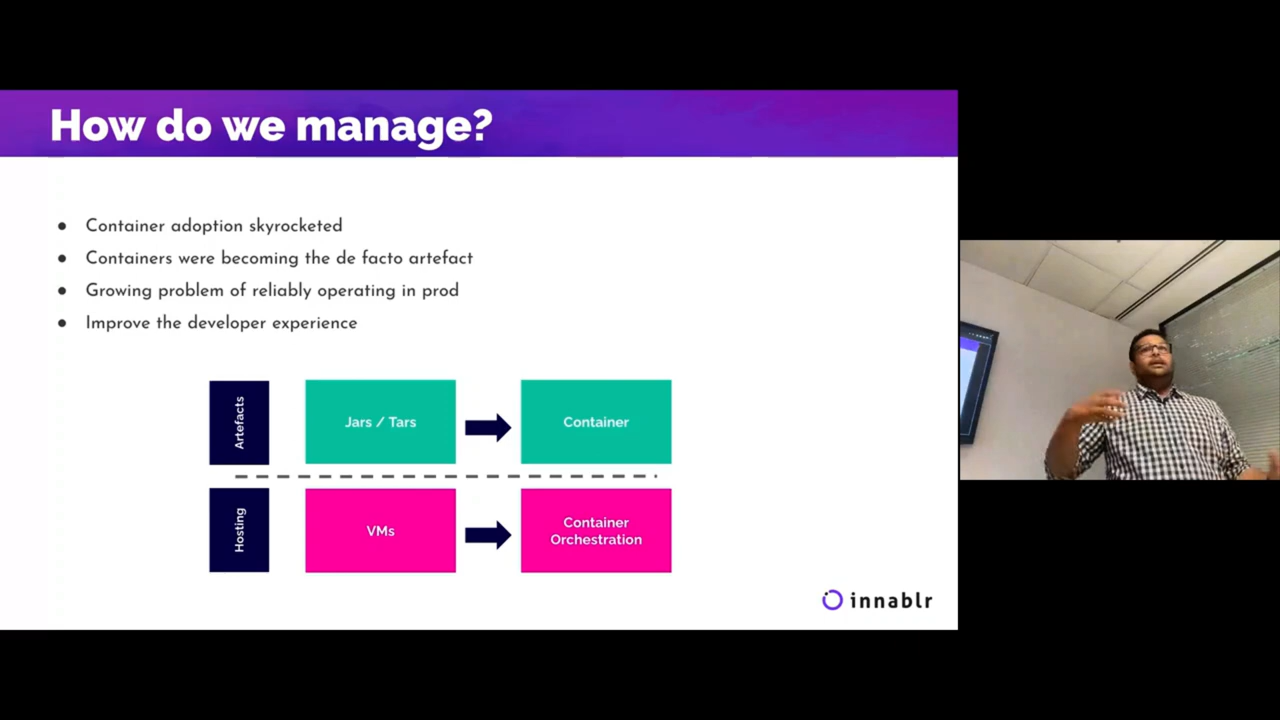 How do we manage?
● Container adoption skyrocketed
● Containers were becoming the de facto artefact
● Growing problem of reliably operating in prod
● Improve the developer experience
Artefacts
Jars / Tars
Container
Hosting
VMs
Container
Orchestration
innablr